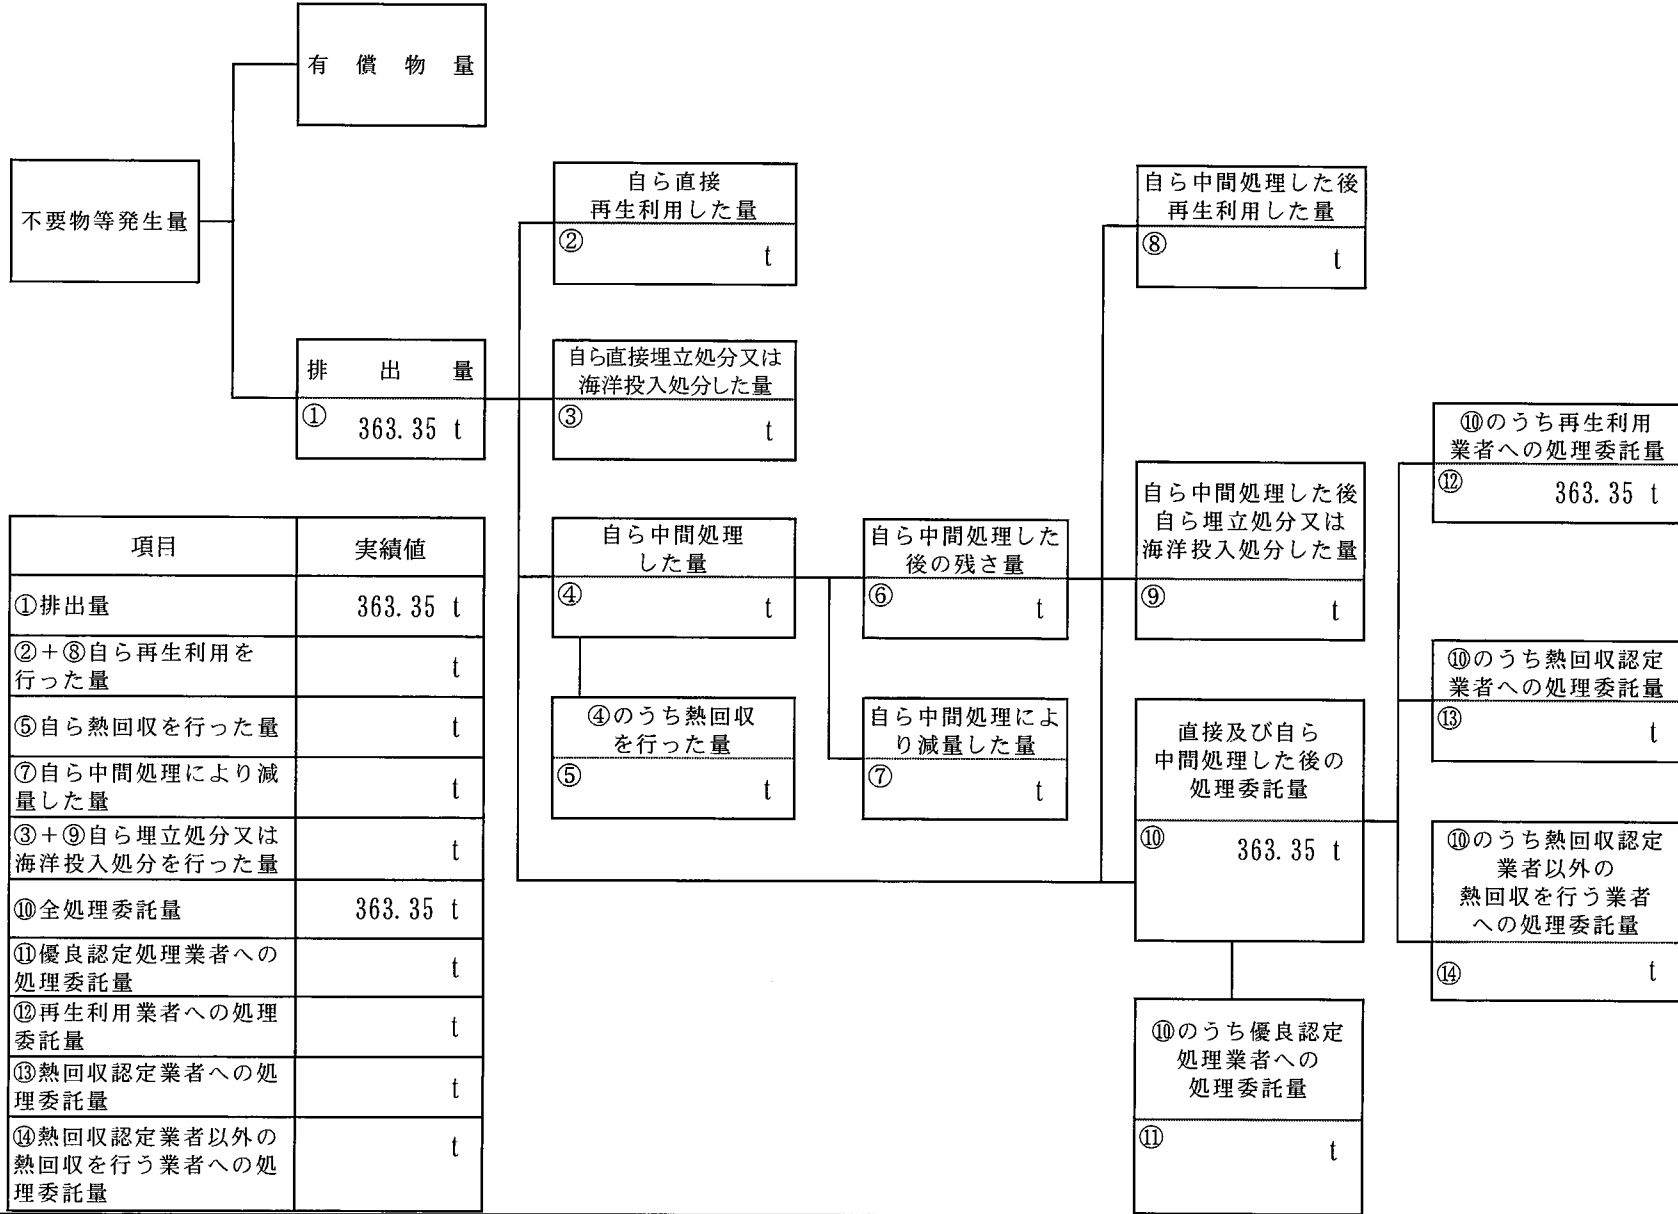 有償物量
不要物等発生量
排出量
① 363.35 t
自ら直接
再生利用した量
② t
自ら直接埋立処分又は
海洋投入処分した量
③ t
自ら中間処理
した量
④ t
④のうち熱回収
を行った量
⑤ t
自ら中間処理した
後の残さ量
⑥ t
自ら中間処理によ
り減量した量
⑦ t
自ら中間処理した後
再生利用した量
⑧ t
自ら中間処理した後
自ら埋立処分又は
海洋投入処分した量
⑨ t
直接及び自ら
中間処理した後の
処理委託量
⑩ 363.35 t
⑩のうち優良認定
処理業者への
処理委託量
⑪ t
⑩のうち再生利用
業者への処理委託量
⑫ 363.35 t
⑩のうち熱回収認定
業者への処理委託量
⑬ t
⑩のうち熱回収認定
業者以外の
熱回収を行う業者
への処理委託量
⑭ t
項目 実績値
①排出量 363.35 t
②＋⑧自ら再生利用を
行った量 t
⑤自ら熱回収を行った量 t
⑦自ら中間処理により減
量した量 t
③＋⑨自ら埋立処分又は
海洋投入処分を行った量 t
⑩全処理委託量 363.35 t
⑪優良認定処理業者への
処理委託量 t
⑫再生利用業者への処理
委託量 t
⑬熱回収認定業者への処
理委託量 t
⑭熱回収認定業者以外の
熱回収を行う業者への処
理委託量 t